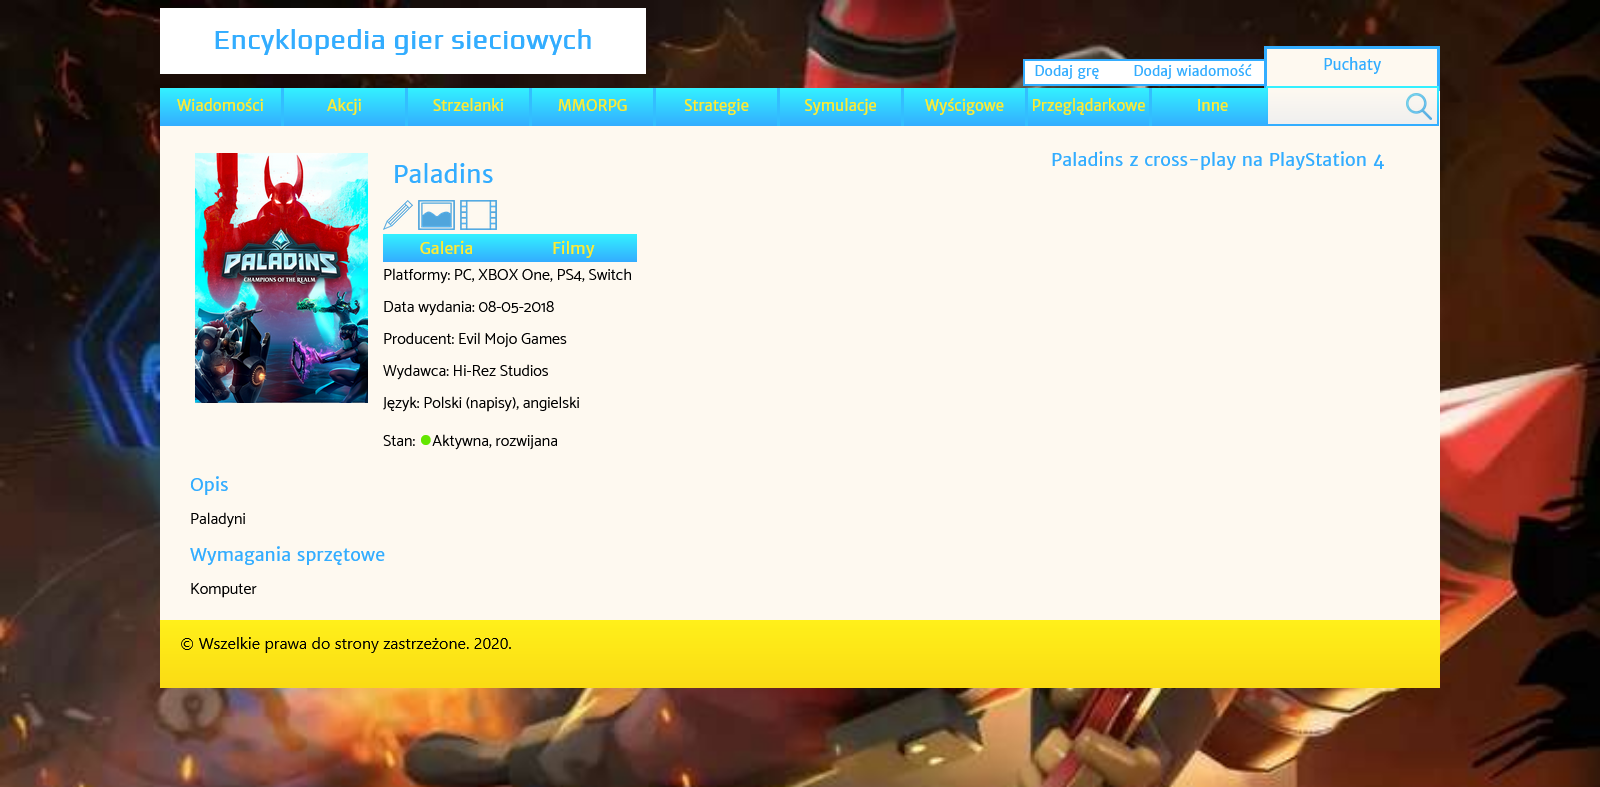 Encyklopedia gier sieciowych
Dodaj grę Dodaj wiadomość Puchaty
Wiadomości Akcji Strzelanki MMORPG Strategie Symulacje Wyścigowe Przeglądarkowe Inne
Paladins z cross-play na PlayStation 4
Paladins
PALADINS
CHAMPIONS OF THE REALM
Galeria Filmy
Platformy: PC, XBOX One, PS4, Switch
Data wydania: 08-05-2018
Producent: Evil Mojo Games
Wydawca: Hi-Rez Studios
Język: Polski (napisy), angielski
Stan: Aktywna, rozwijana
Opis
Paladyni
Wymagania sprzętowe
Komputer
© Wszelkie prawa do strony zastrzeżone. 2020.